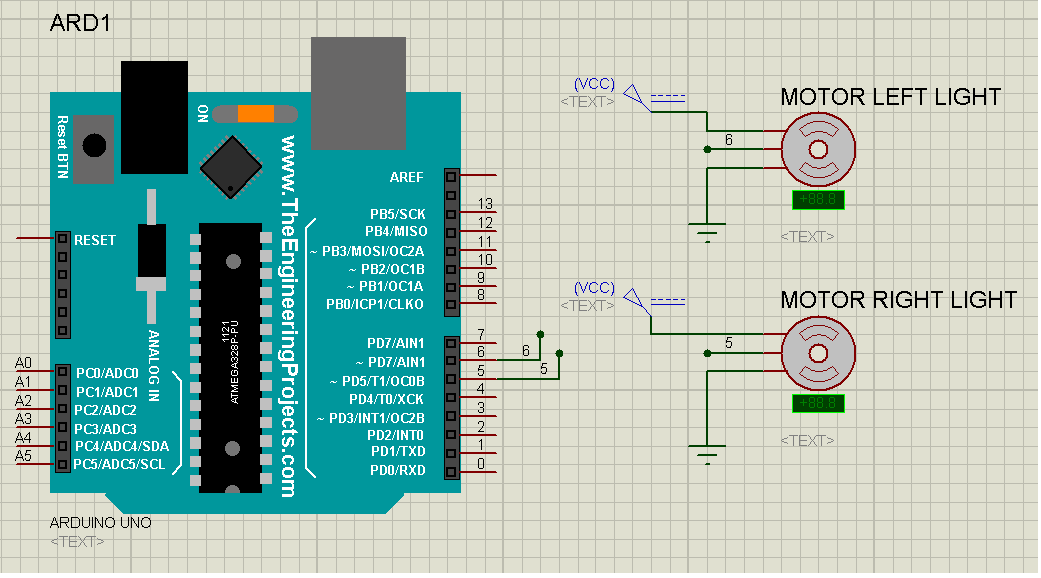 ARD1
ON
Reset BTN
www.TheEngineeringProjects.com
AREF
13
PB5/SCK
12
PB4/MISO
11
~ PB3/MOSI/OC2A
10
~ PB2/OC1B
9
~ PB1/OC1A
8
PB0/ICP1/CLKO
RESET
1121
ATMEGA328P-PU
ANALOG IN
7
PD7/AIN1
6
~ PD7/AIN1
5
~ PD5/T1/OC0B
4
PD4/T0/XCK
3
~ PD3/INT1/OC2B
2
PD2/INT0
1
PD1/TXD
0
PD0/RXD
6
5
A0
PC0/ADC0
A1
PC1/ADC1
A2
PC2/ADC2
A3
PC3/ADC3
A4
PC4/ADC4/SDA
A5
PC5/ADC5/SCL
ARDUINO UNO
<TEXT>
(VCC)
<TEXT>
MOTOR LEFT LIGHT
6
+88.8
<TEXT>
(VCC)
<TEXT>
MOTOR RIGHT LIGHT
5
+88.8
<TEXT>